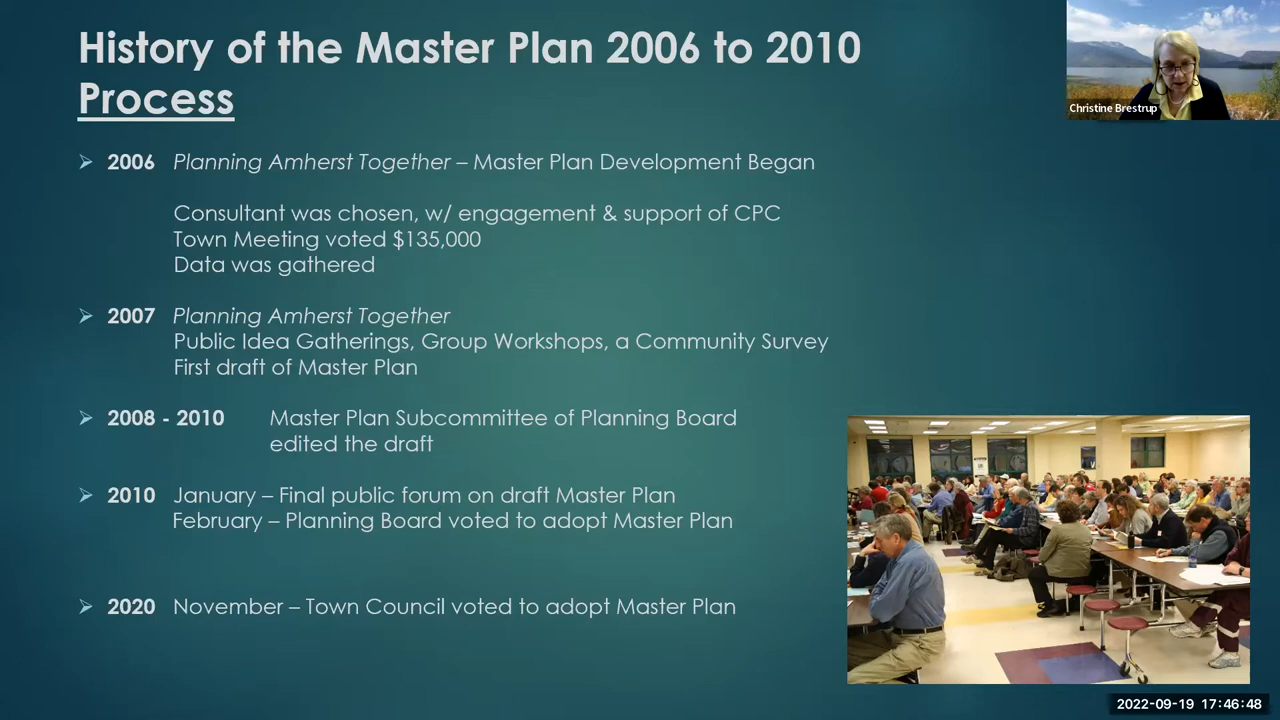 History of the Master Plan 2006 to 2010
Process
Christine Brestrup
➢ 2006 Planning Amherst Together – Master Plan Development Began
Consultant was chosen, w/ engagement & support of CPC
Town Meeting voted $135,000
Data was gathered
➢ 2007 Planning Amherst Together
Public Idea Gatherings, Group Workshops, a Community Survey
First draft of Master Plan
➢ 2008 - 2010 Master Plan Subcommittee of Planning Board
edited the draft
➢ 2010 January – Final public forum on draft Master Plan
February – Planning Board voted to adopt Master Plan
➢ 2020 November – Town Council voted to adopt Master Plan
2022-09-19 17:46:48